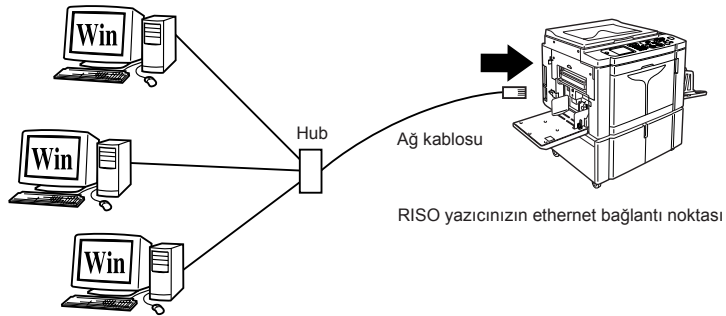 Win
Hub
Ağ kablosu
Win
RISO yazıcınızın ethernet bağlantı noktası
Win